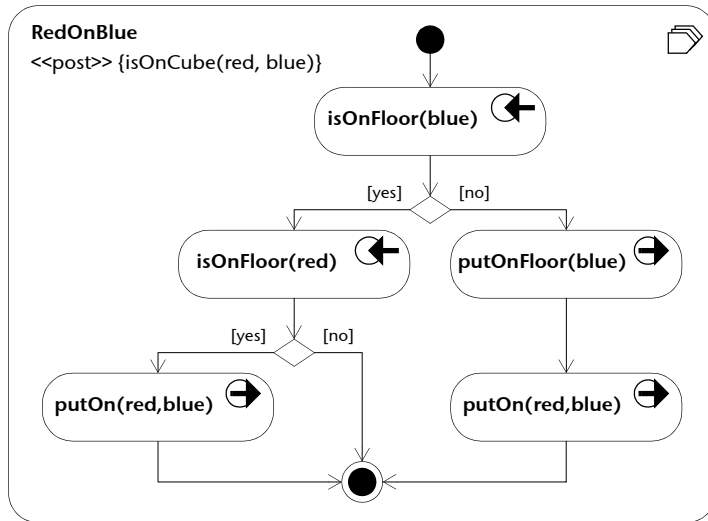 RedOnBlue
<<post>> {isOnCube(red, blue)}
isOnFloor(blue)
[yes]
[no]
isOnFloor(red)
putOnFloor(blue)
[yes]
[no]
putOn(red,blue)
putOn(red,blue)